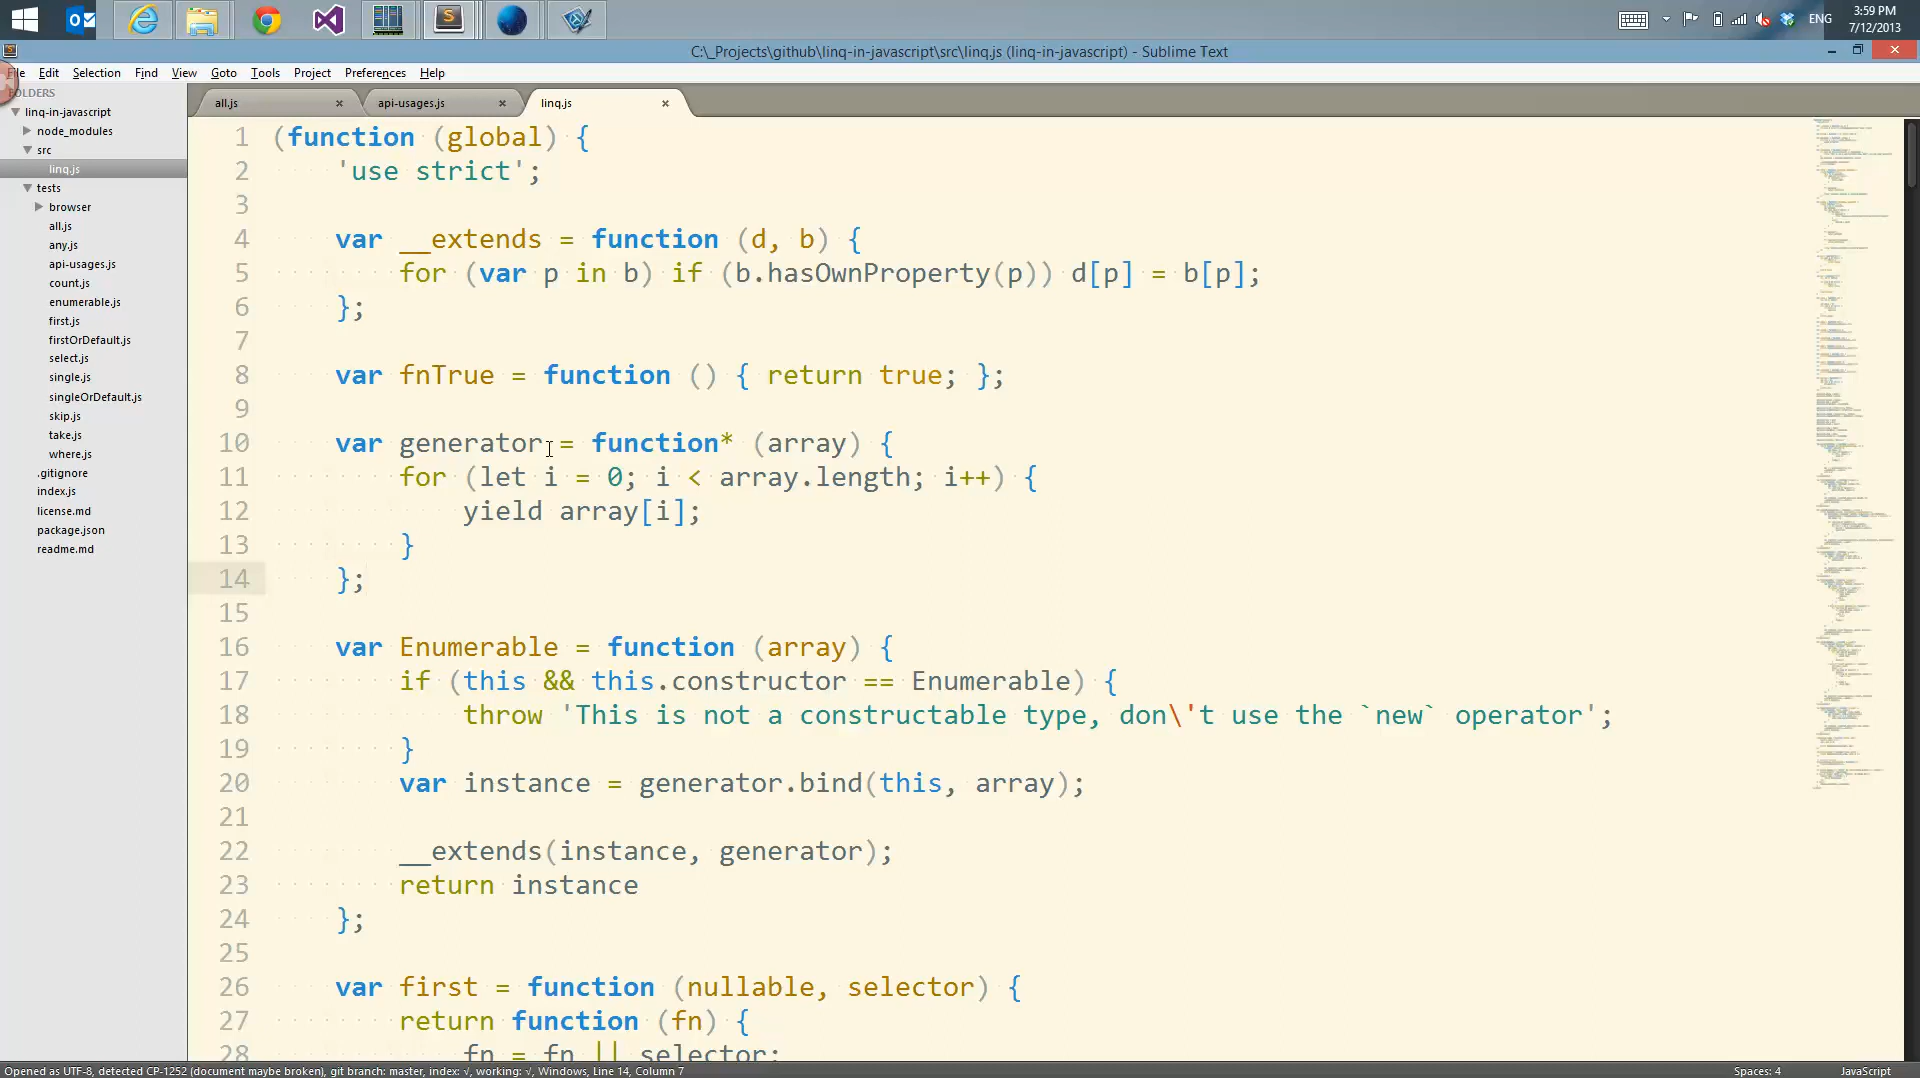 ENG
3:59 PM
7/12/2013
C:\_Projects\github\linq-in-javascript\src\linq.js (linq-in-javascript) - Sublime Text
File Edit Selection Find View Goto Tools Project Preferences Help
FOLDERS
linq-in-javascript
node_modules
src
linq.js
tests
browser
all.js
any.js
api-usages.js
count.js
enumerable.js
first.js
firstOrDefault.js
select.js
single.js
singleOrDefault.js
skip.js
take.js
where.js
.gitignore
index.js
license.md
package.json
readme.md
all.js × api-usages.js × linq.js ×
1 (function (global) {
2 'use strict';
3
4 var __extends = function (d, b) {
5 for (var p in b) if (b.hasOwnProperty(p)) d[p] = b[p];
6 };
7
8 var fnTrue = function () { return true; };
9
10 var generator = function* (array) {
11 for (let i = 0; i < array.length; i++) {
12 yield array[i];
13 }
14 };
15
16 var Enumerable = function (array) {
17 if (this && this.constructor == Enumerable) {
18 throw 'This is not a constructable type, don\'t use the `new` operator';
19 }
20 var instance = generator.bind(this, array);
21
22 __extends(instance, generator);
23 return instance
24 };
25
26 var first = function (nullable, selector) {
27 return function (fn) {
28 fn = fn || selector;
Opened as UTF-8, detected CP-1252 (document maybe broken), git branch: master, index: √, working: √, Windows, Line 14, Column 7
Spaces: 4
JavaScript